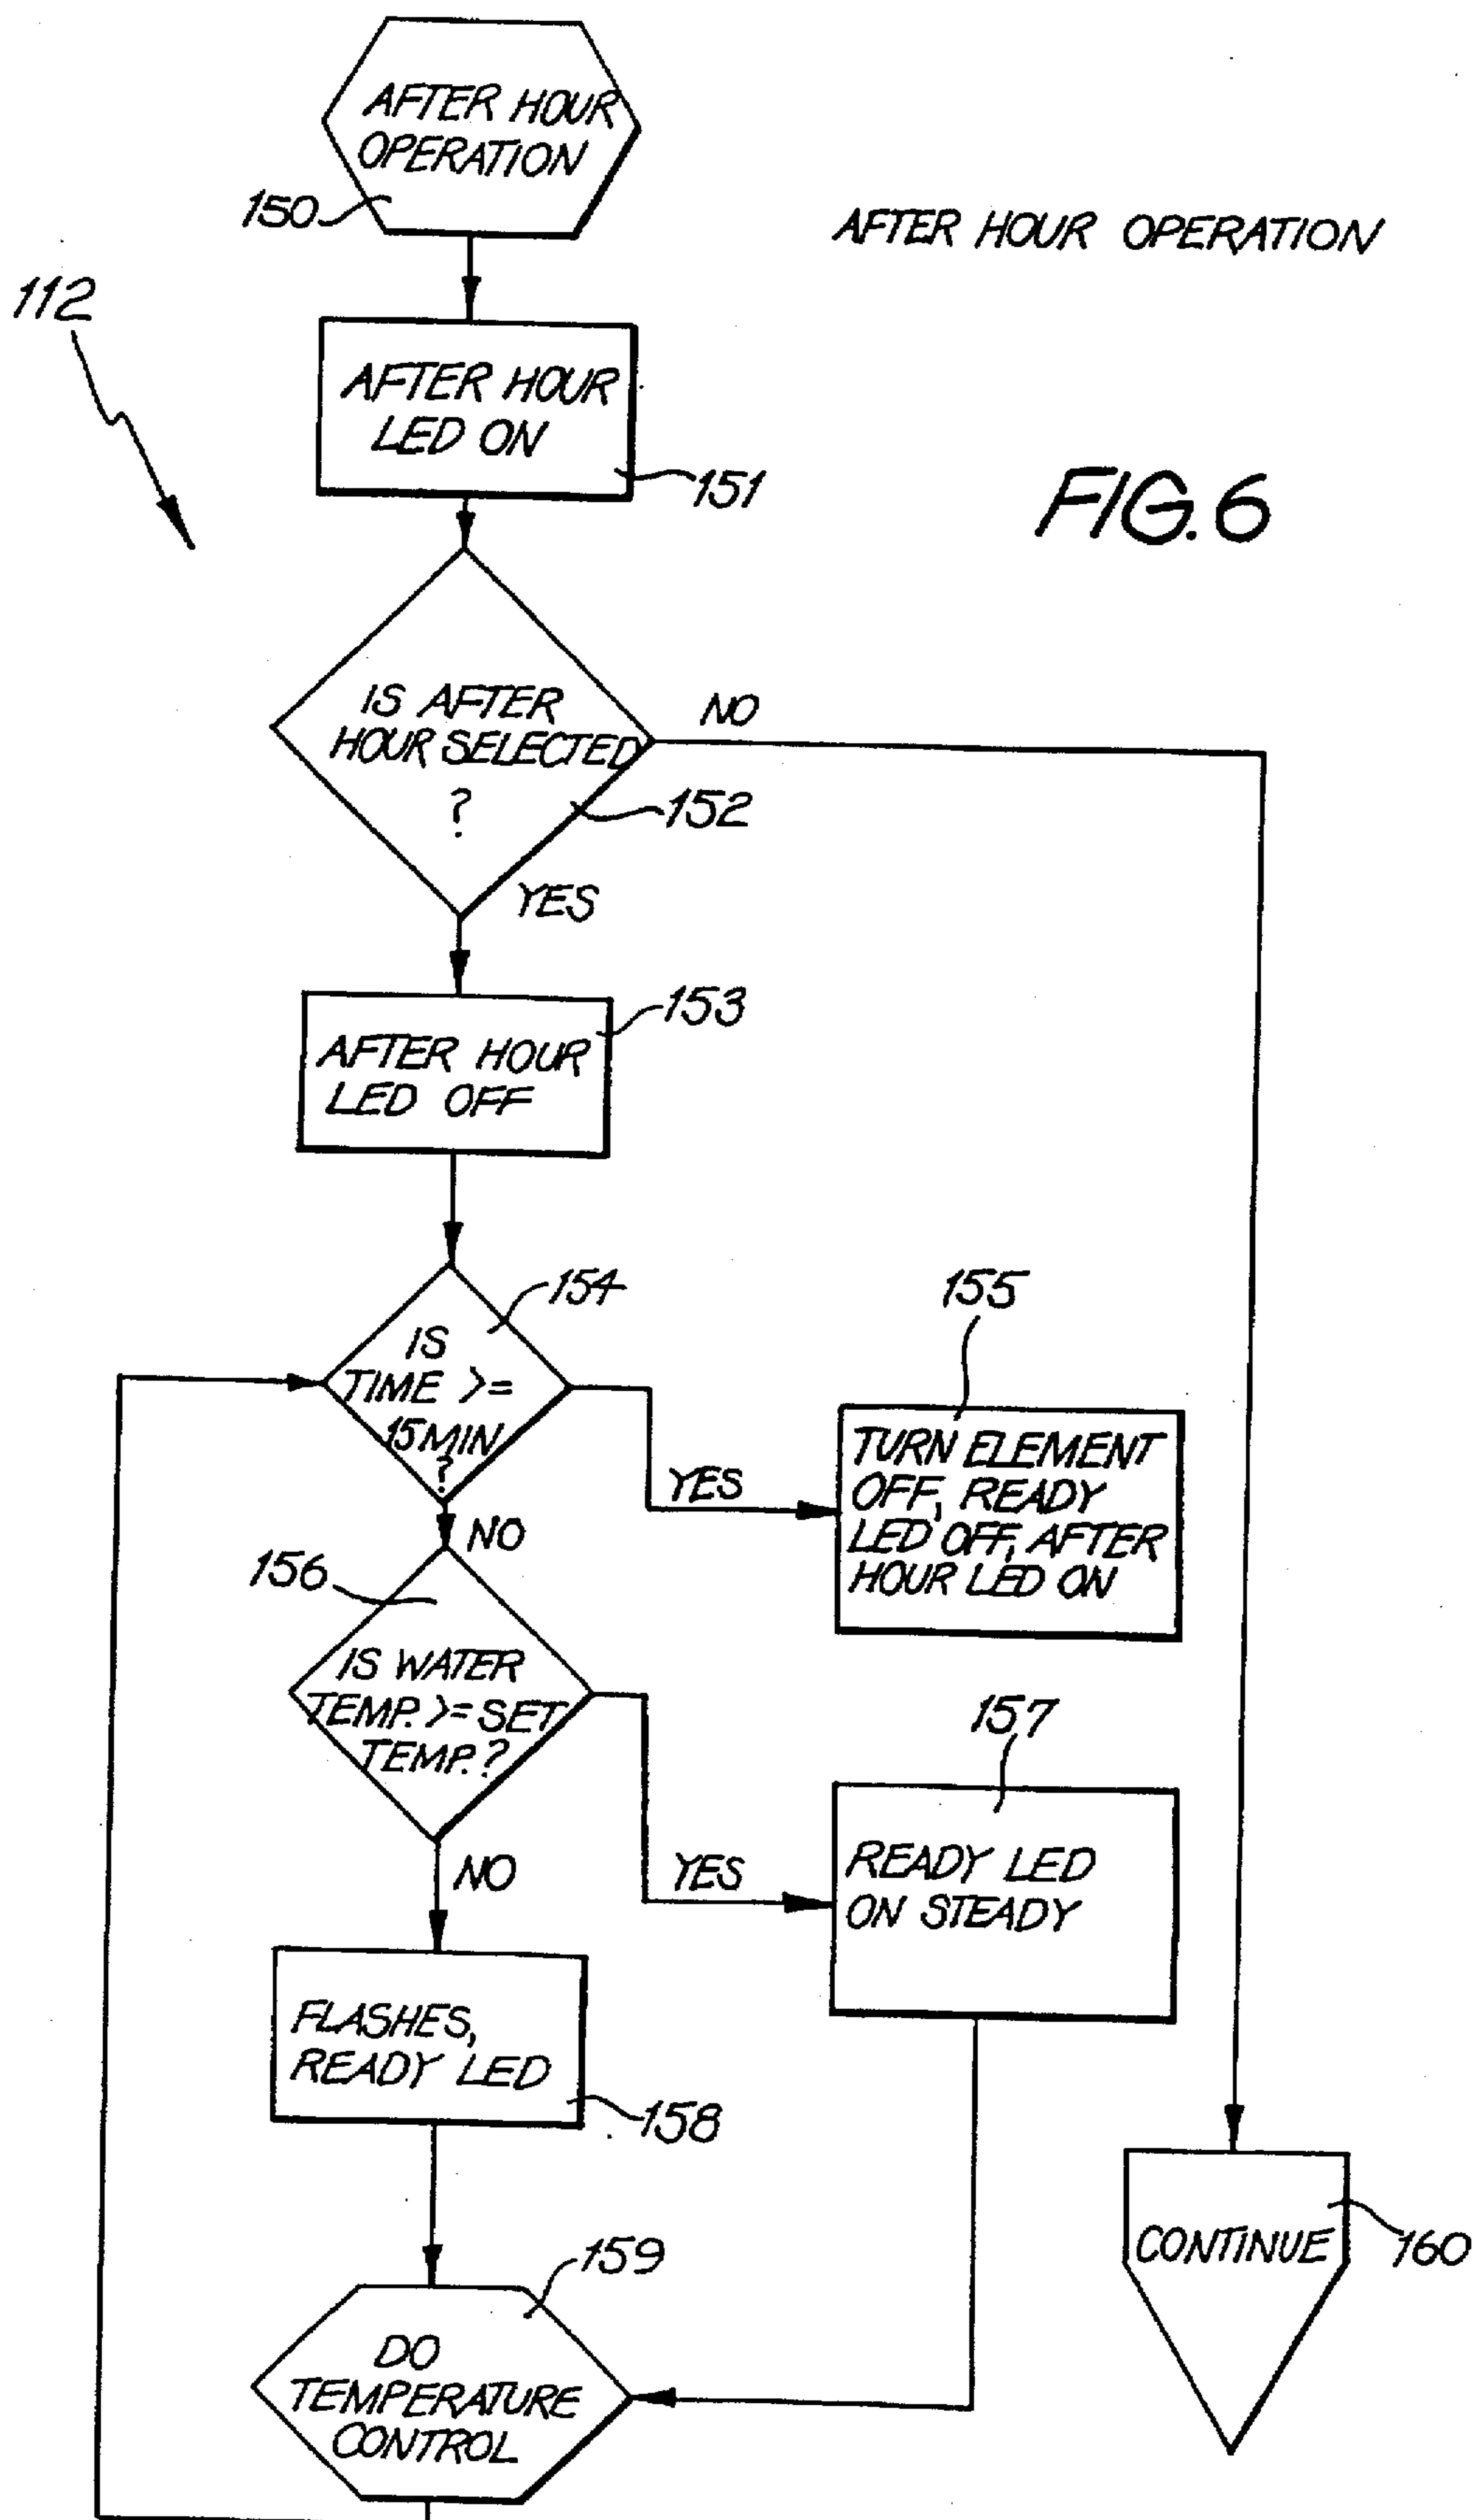 AFTER HOUR
OPERATION
150
AFTER HOUR OPERATION
112
AFTER HOUR
LED ON
151
FIG. 6
IS AFTER
HOUR SELECTED
?
NO
152
YES
153
AFTER HOUR
LED OFF
154
IS
TIME >=
15 MIN
?
YES
155
TURN ELEMENT
OFF, READY
LED OFF, AFTER
HOUR LED ON
NO
156
IS WATER
TEMP. >= SET
TEMP. ?
157
YES
READY LED
ON STEADY
NO
FLASHES,
READY LED
158
159
DO
TEMPERATURE
CONTROL
CONTINUE
160